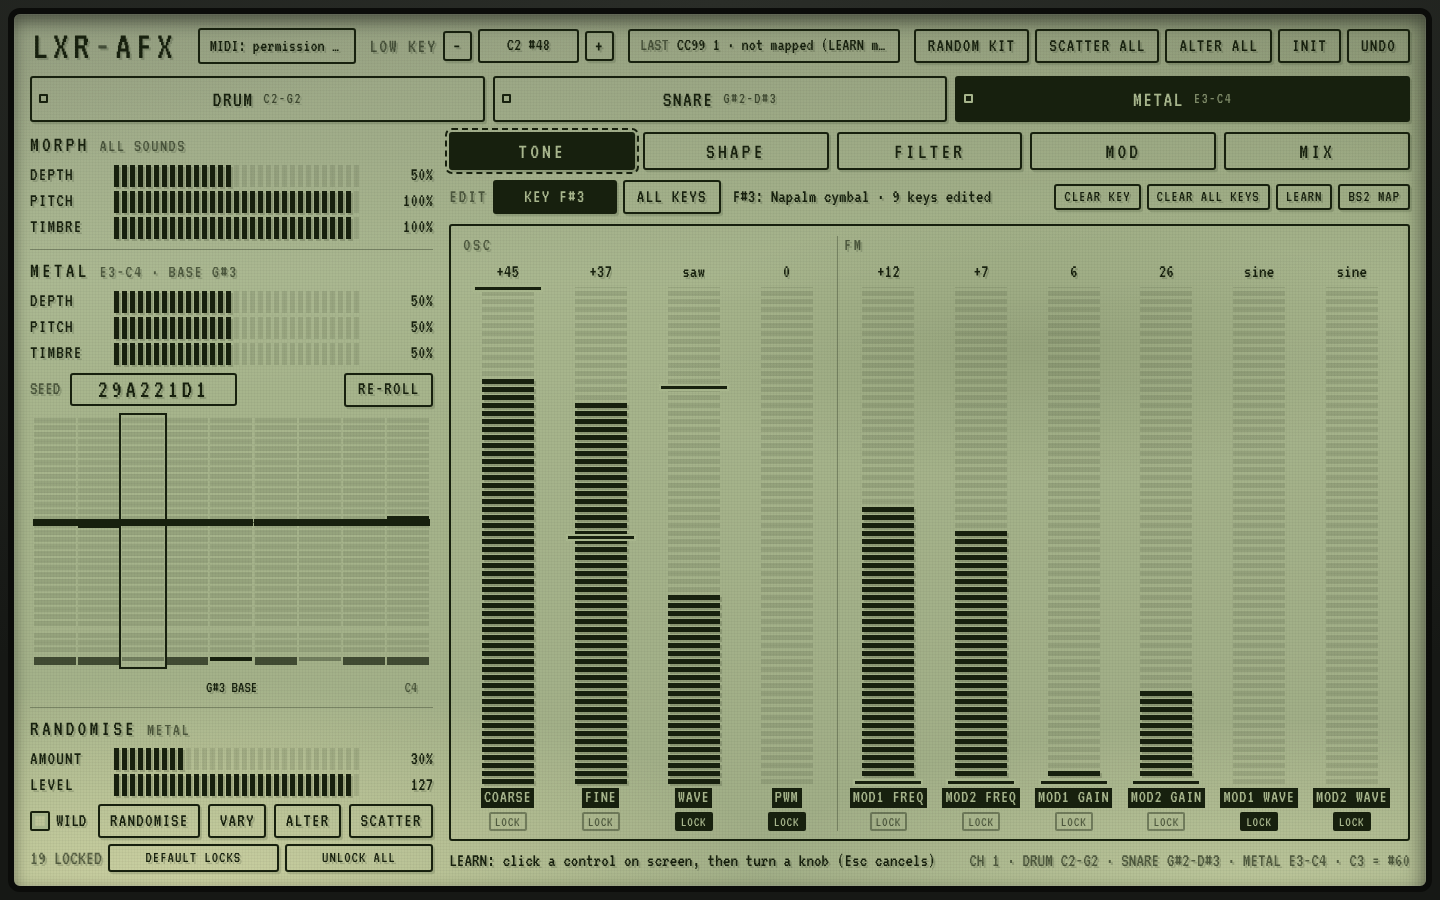 LXR-AFX
MIDI: permission …
LOW KEY - C2 #48 +
LAST CC99 1 · not mapped (LEARN m…
RANDOM KIT SCATTER ALL ALTER ALL INIT UNDO
DRUM C2-G2
SNARE G#2-D#3
METAL E3-C4
MORPH ALL SOUNDS
DEPTH 50%
PITCH 100%
TIMBRE 100%
METAL E3-C4 · BASE G#3
DEPTH 50%
PITCH 50%
TIMBRE 50%
SEED 29A221D1 RE-ROLL
G#3 BASE C4
RANDOMISE METAL
AMOUNT 30%
LEVEL 127
WILD RANDOMISE VARY ALTER SCATTER
19 LOCKED DEFAULT LOCKS UNLOCK ALL
TONE SHAPE FILTER MOD MIX
EDIT KEY F#3 ALL KEYS F#3: Napalm cymbal · 9 keys edited CLEAR KEY CLEAR ALL KEYS LEARN BS2 MAP
OSC FM
+45 +37 saw 0 +12 +7 6 26 sine sine
COARSE FINE WAVE PWM MOD1 FREQ MOD2 FREQ MOD1 GAIN MOD2 GAIN MOD1 WAVE MOD2 WAVE
LOCK LOCK LOCK LOCK LOCK LOCK LOCK LOCK LOCK LOCK
LEARN: click a control on screen, then turn a knob (Esc cancels)
CH 1 · DRUM C2-G2 · SNARE G#2-D#3 · METAL E3-C4 · C3 = #60